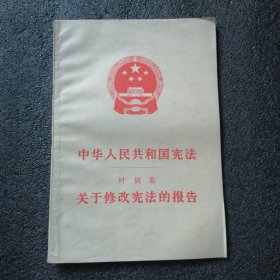 中华人民共和国宪法
叶剑英
关于修改宪法的报告